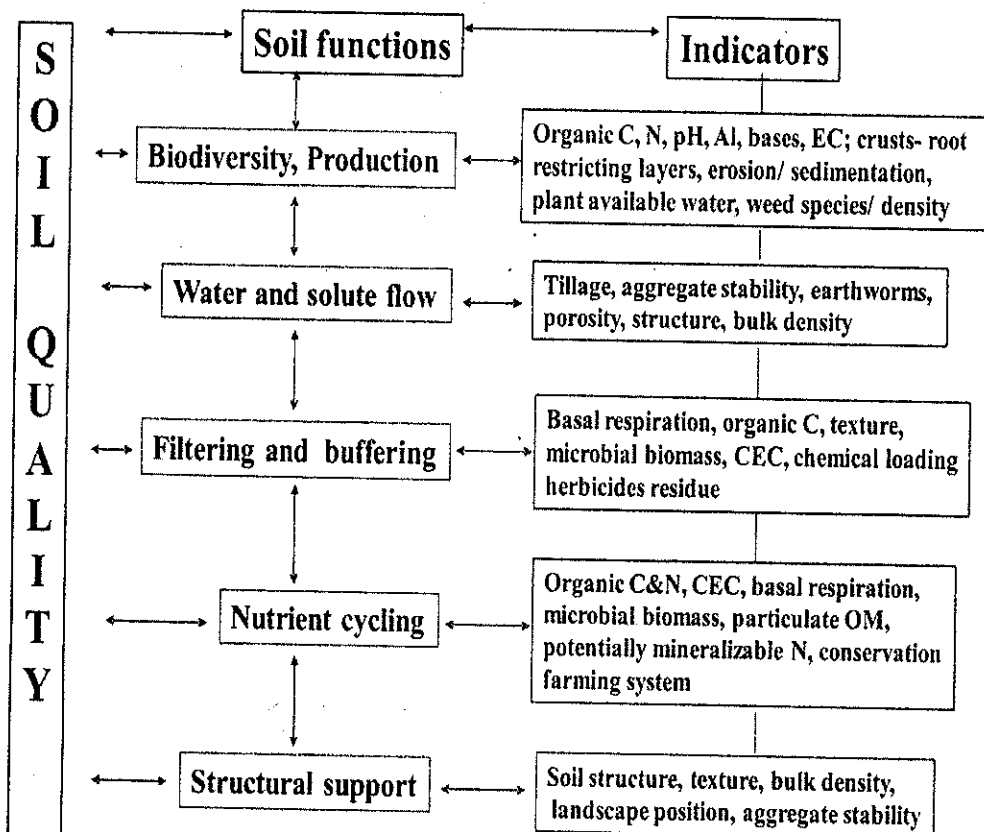 SOIL QUALITY
Soil functions
Indicators
Biodiversity, Production
Organic C, N, pH, Al, bases, EC; crusts- root
restricting layers, erosion/ sedimentation,
plant available water, weed species/ density
Water and solute flow
Tillage, aggregate stability, earthworms,
porosity, structure, bulk density
Filtering and buffering
Basal respiration, organic C, texture,
microbial biomass, CEC, chemical loading
herbicides residue
Nutrient cycling
Organic C&N, CEC, basal respiration,
microbial biomass, particulate OM,
potentially mineralizable N, conservation
farming system
Structural support
Soil structure, texture, bulk density,
landscape position, aggregate stability